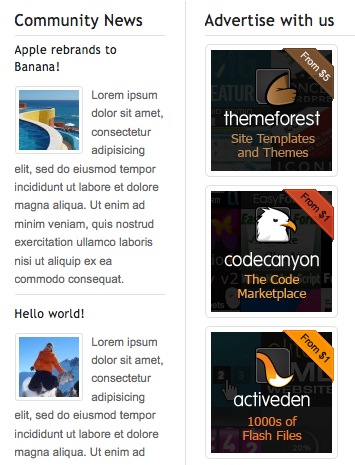 Community News
Apple rebrands to
Banana!
Lorem ipsum
dolor sit amet,
consectetur
adipisicing
elit, sed do eiusmod tempor
incididunt ut labore et dolore
magna aliqua. Ut enim ad
minim veniam, quis nostrud
exercitation ullamco laboris
nisi ut aliquip ex ea
commodo consequat.
Hello world!
Lorem ipsum
dolor sit amet,
consectetur
adipisicing
elit, sed do eiusmod tempor
incididunt ut labore et dolore
magna aliqua. Ut enim ad
Advertise with us
From $5
themeforest
Site Templates
and Themes
From $1
codecanyon
The Code
Marketplace
From $1
activeden
1000s of
Flash Files